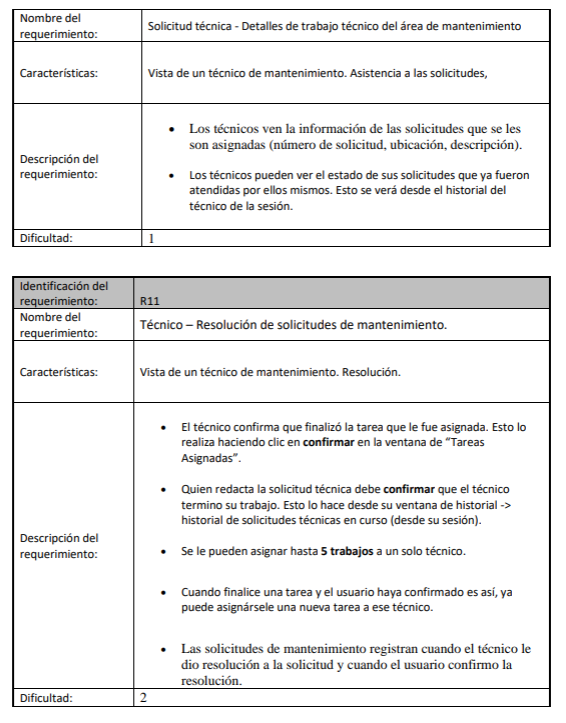 Nombre del
requerimiento:
Solicitud técnica - Detalles de trabajo técnico del área de mantenimiento
Características:
Vista de un técnico de mantenimiento. Asistencia a las solicitudes,
Descripción del
requerimiento:
• Los técnicos ven la información de las solicitudes que se les
son asignadas (número de solicitud, ubicación, descripción).
• Los técnicos pueden ver el estado de sus solicitudes que ya fueron
atendidas por ellos mismos. Esto se verá desde el historial del
técnico de la sesión.
Dificultad:
1
Identificación del
requerimiento:
R11
Nombre del
requerimiento:
Técnico – Resolución de solicitudes de mantenimiento.
Características:
Vista de un técnico de mantenimiento. Resolución.
Descripción del
requerimiento:
• El técnico confirma que finalizó la tarea que le fue asignada. Esto lo
realiza haciendo clic en confirmar en la ventana de “Tareas
Asignadas”.
• Quien redacta la solicitud técnica debe confirmar que el técnico
termino su trabajo. Esto lo hace desde su ventana de historial ->
historial de solicitudes técnicas en curso (desde su sesión).
• Se le pueden asignar hasta 5 trabajos a un solo técnico.
• Cuando finalice una tarea y el usuario haya confirmado es así, ya
puede asignársele una nueva tarea a ese técnico.
• Las solicitudes de mantenimiento registran cuando el técnico le
dio resolución a la solicitud y cuando el usuario confirmo la
resolución.
Dificultad:
2